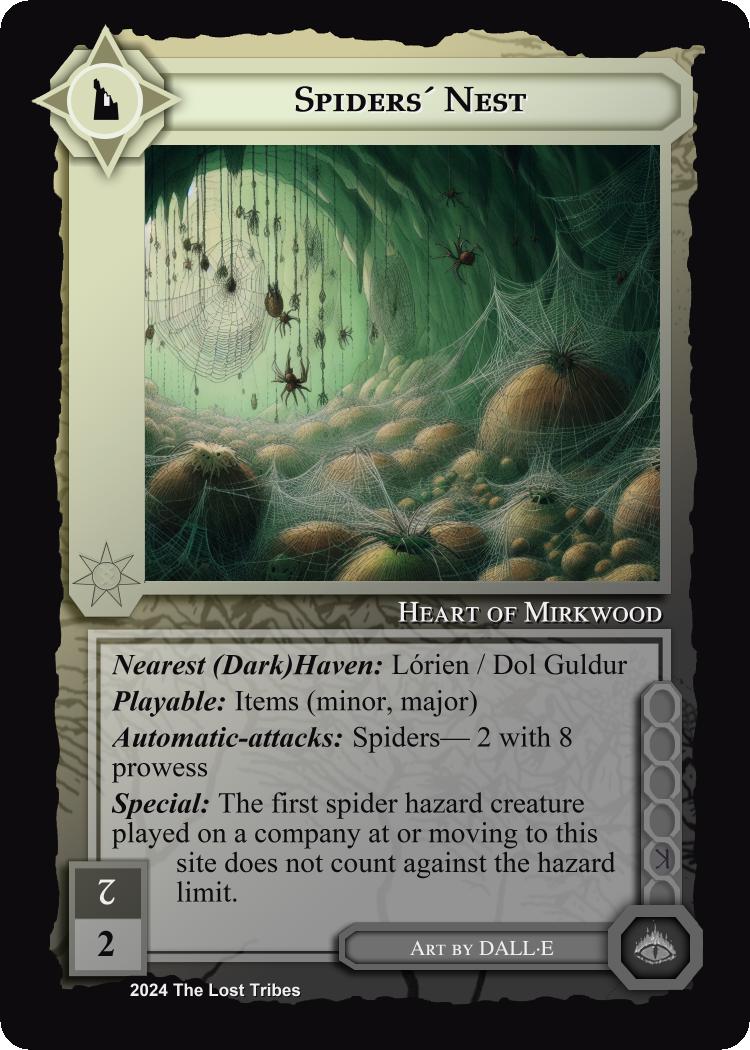 Spiders´ Nest
Heart of Mirkwood
Nearest (Dark)Haven: Lórien / Dol Guldur
Playable: Items (minor, major)
Automatic-attacks: Spiders— 2 with 8
prowess
Special: The first spider hazard creature
played on a company at or moving to this
site does not count against the hazard
limit.
K
2
2
Art by DALL·E
2024 The Lost Tribes